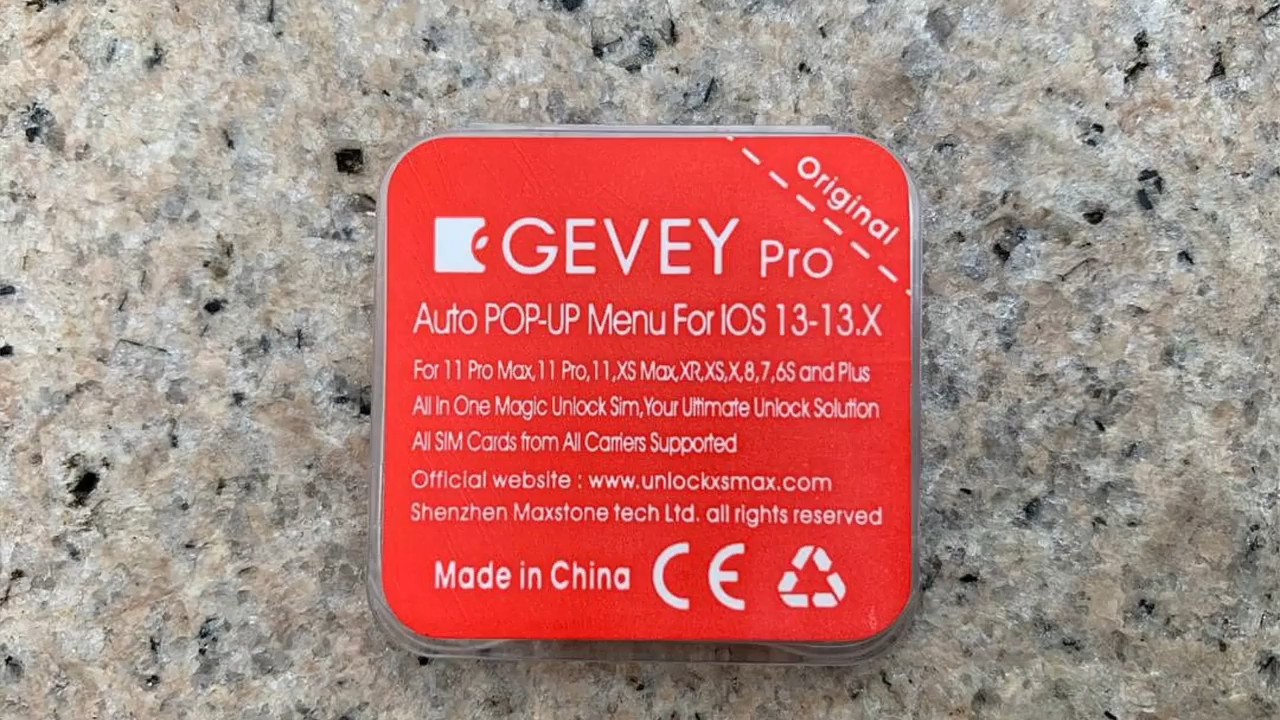 Original
GEVEY Pro
Auto POP-UP Menu For IOS 13-13.X
For 11 Pro Max,11 Pro,11,XS Max,XR,XS,X,8,7,6S and Plus
All In One Magic Unlock Sim,Your Ultimate Unlock Solution
All SIM Cards from All Carriers Supported
Official website : www.unlockxsmax.com
Shenzhen Maxstone tech Ltd. all rights reserved
Made in China CE